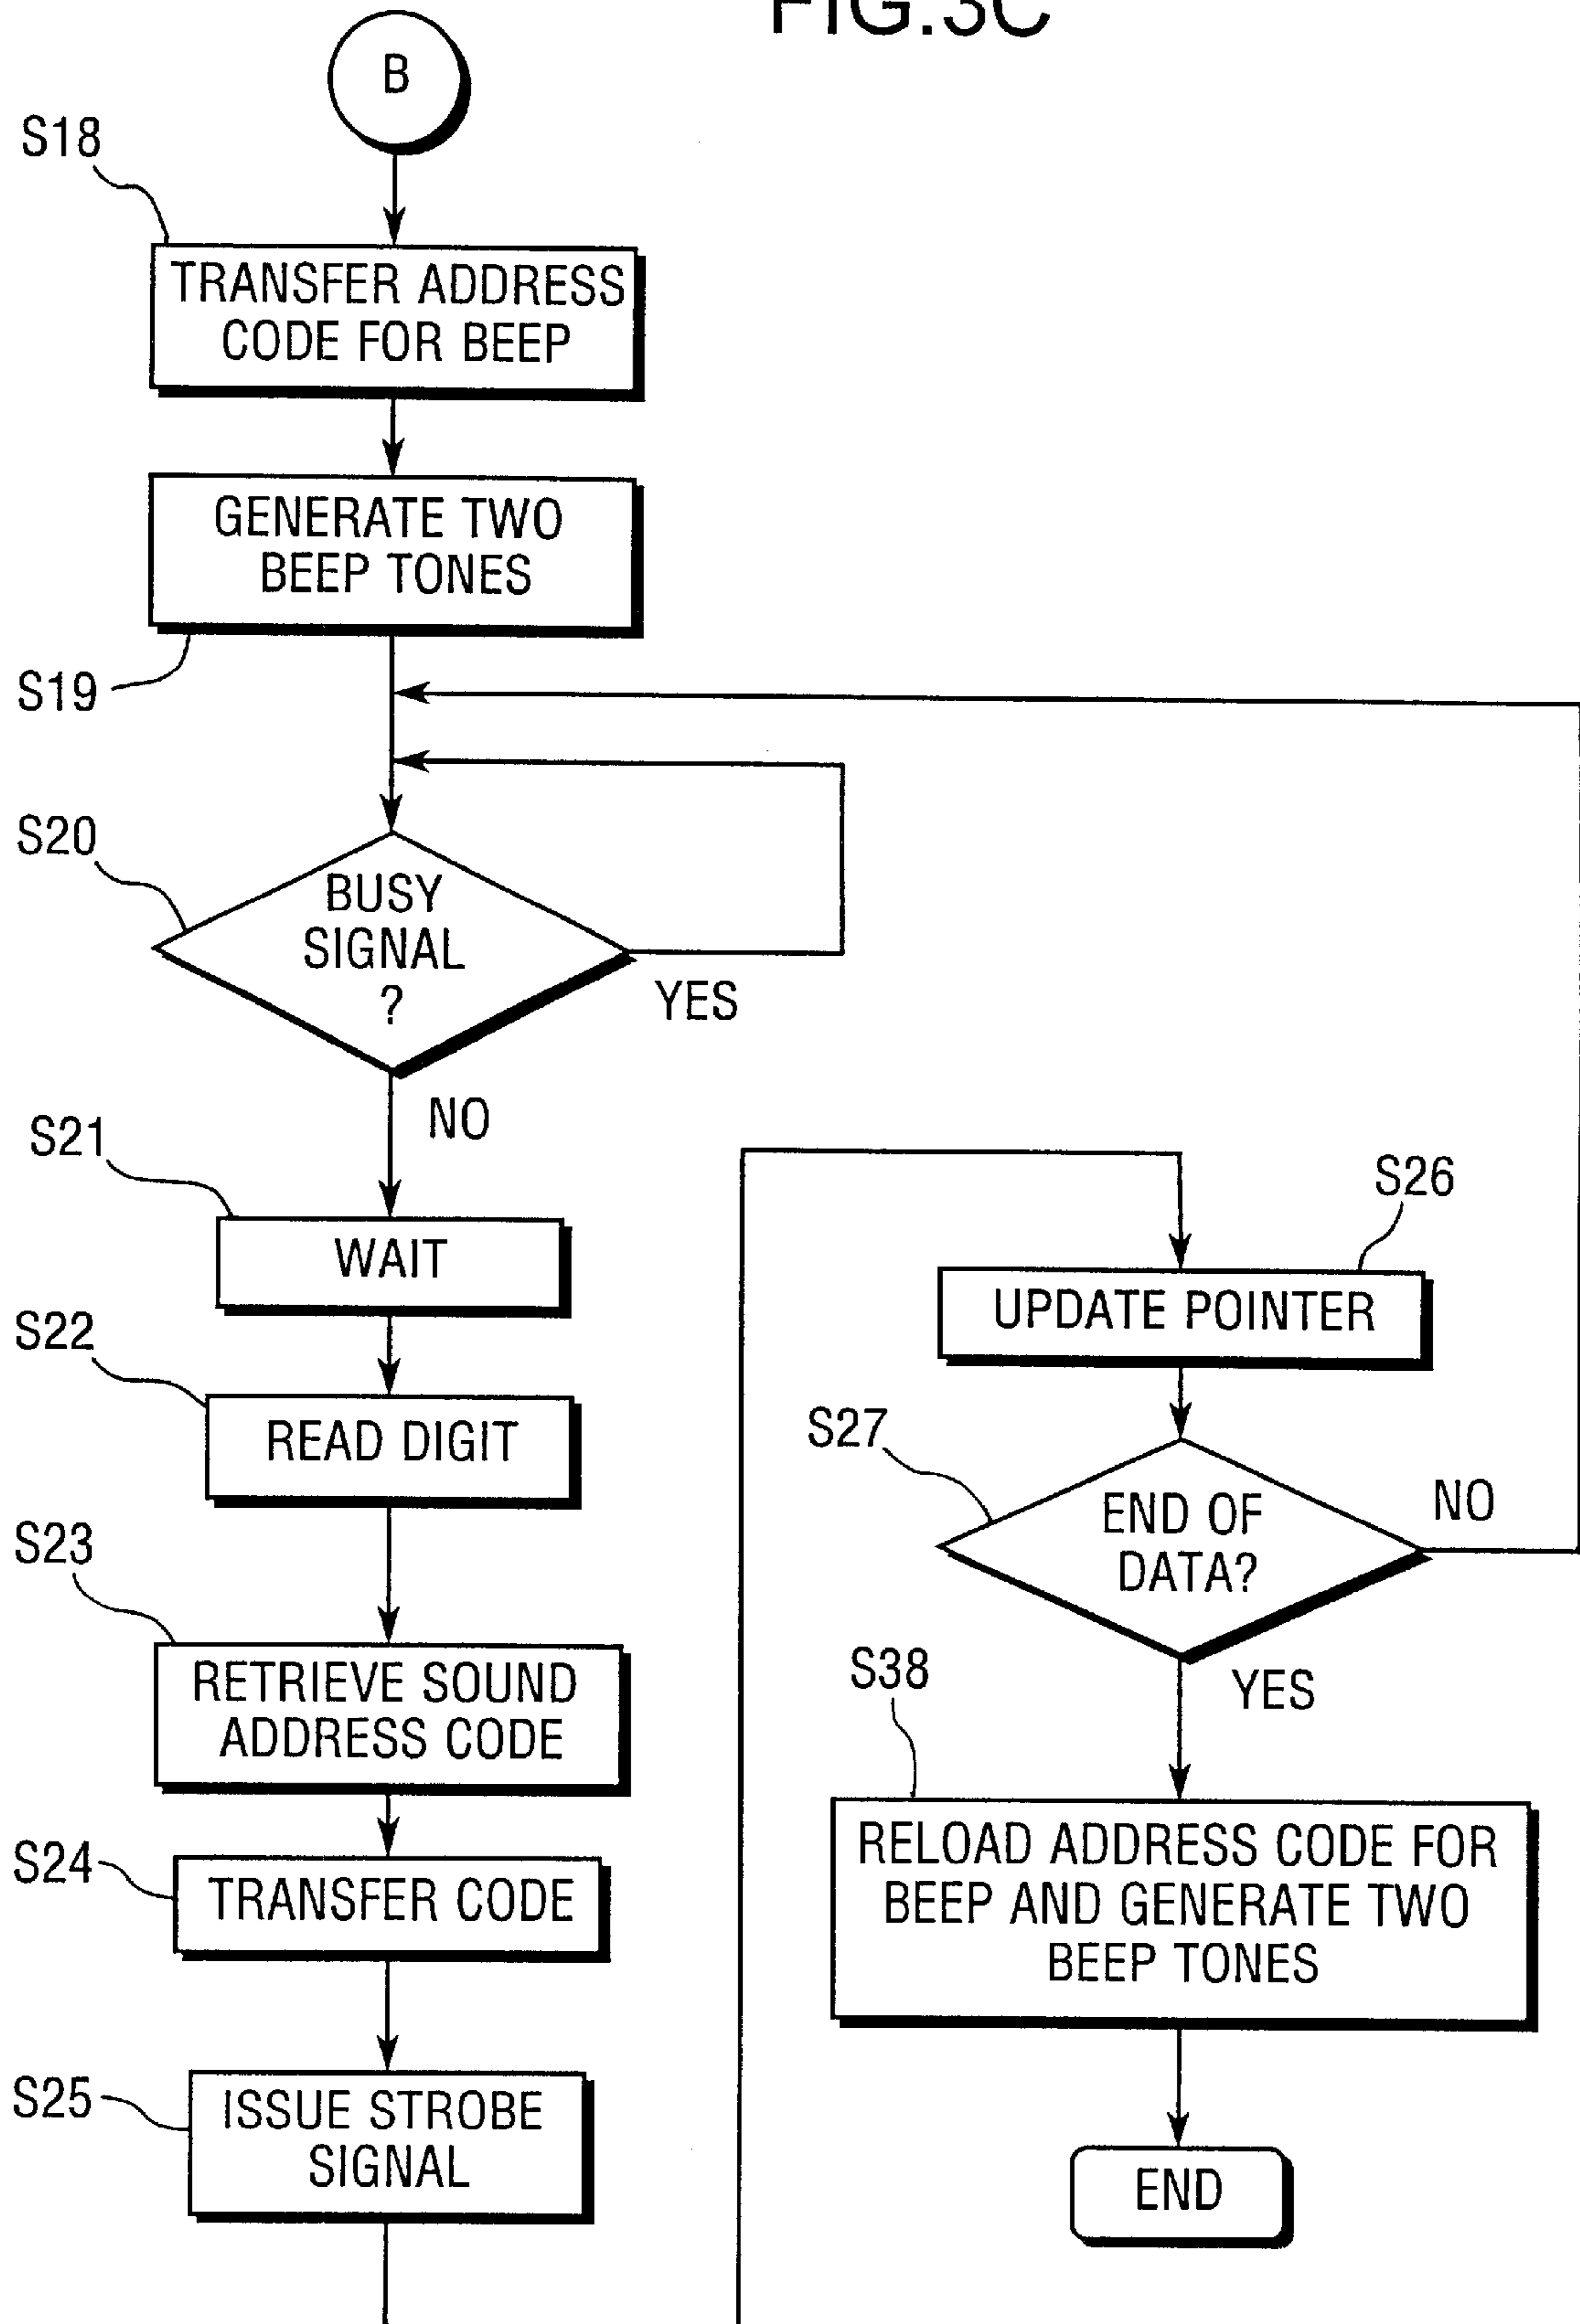 FIG.3C
B
S18
TRANSFER ADDRESS
CODE FOR BEEP
GENERATE TWO
BEEP TONES
S19
S20
BUSY
SIGNAL
?
YES
NO
S21
WAIT
S22
READ DIGIT
S23
RETRIEVE SOUND
ADDRESS CODE
S24
TRANSFER CODE
S25
ISSUE STROBE
SIGNAL
S26
UPDATE POINTER
S27
END OF
DATA?
NO
YES
S38
RELOAD ADDRESS CODE FOR
BEEP AND GENERATE TWO
BEEP TONES
END